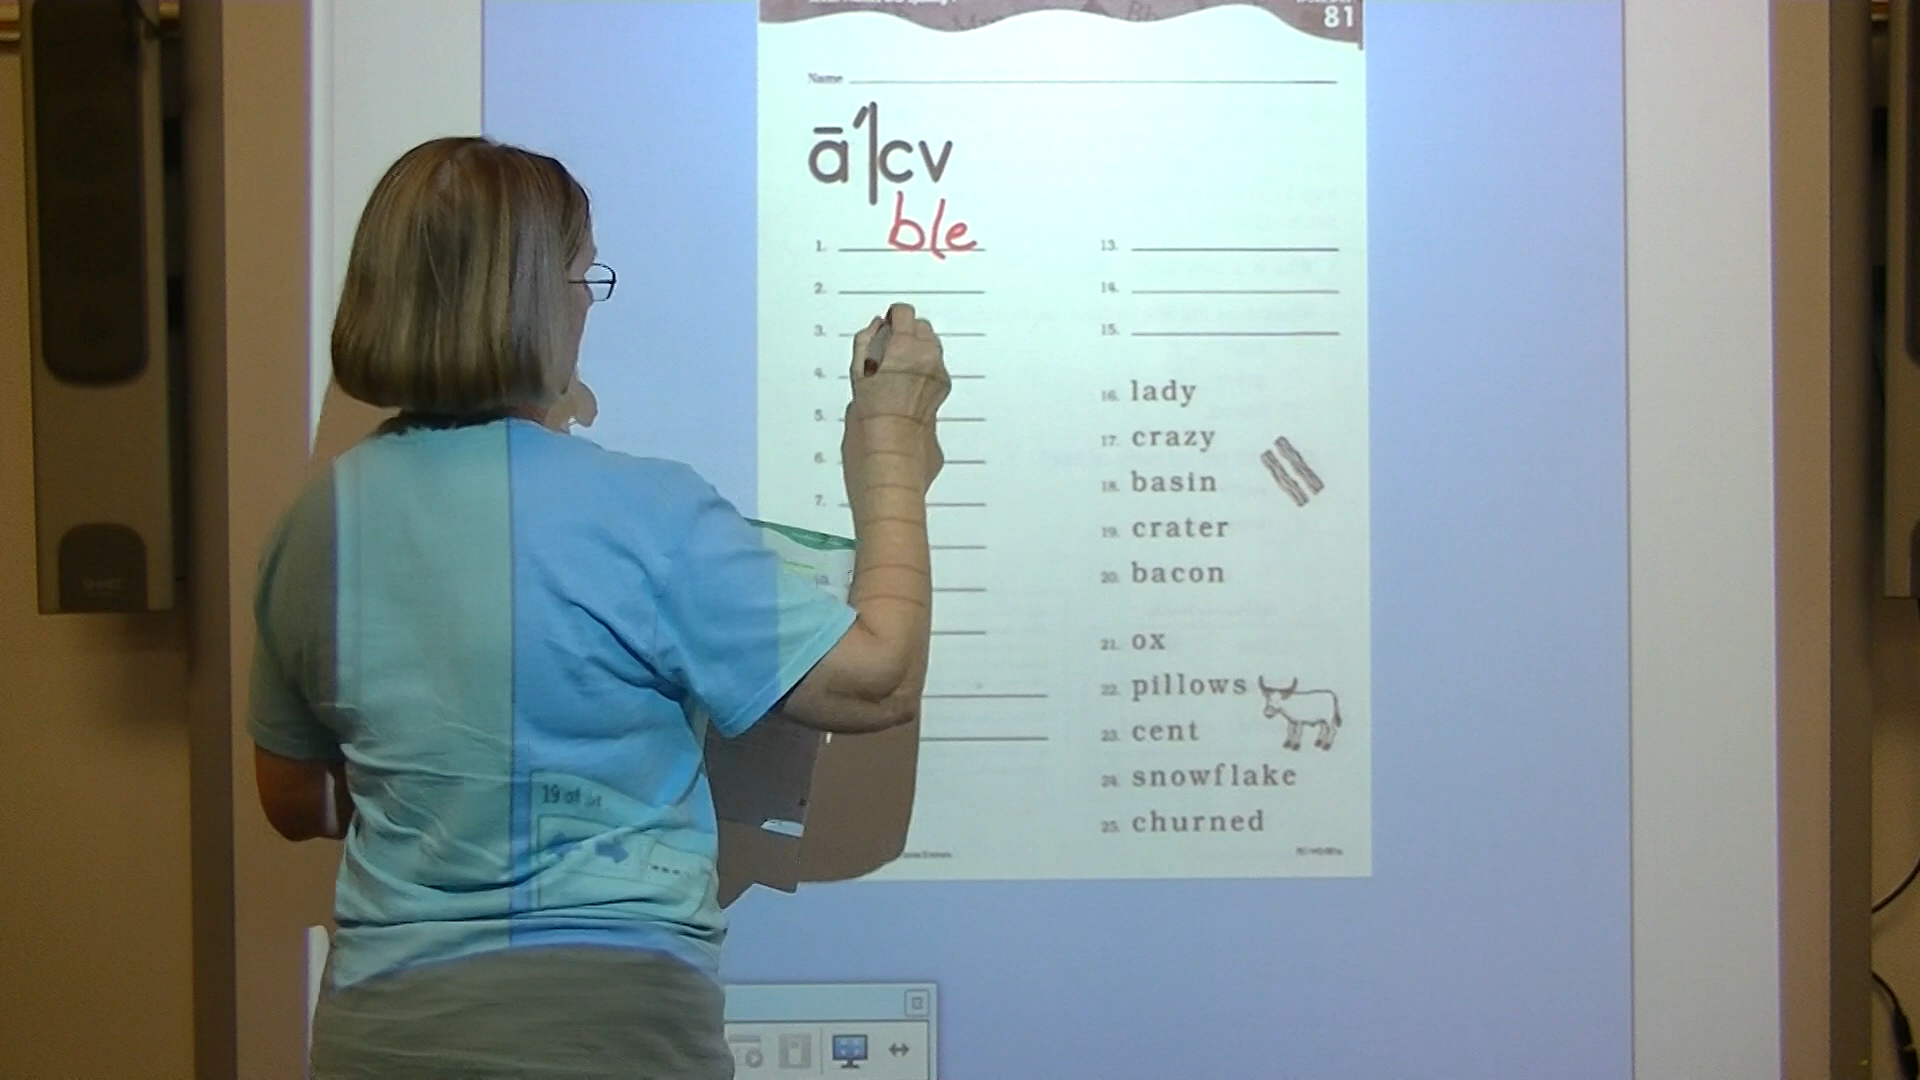 81
Name
ā́ cv
1. ble
2.
3.
4.
5.
6.
7.
13.
14.
15.
16. lady
17. crazy
18. basin
19. crater
20. bacon
21. ox
22. pillows
23. cent
24. snowflake
25. churned
19 of